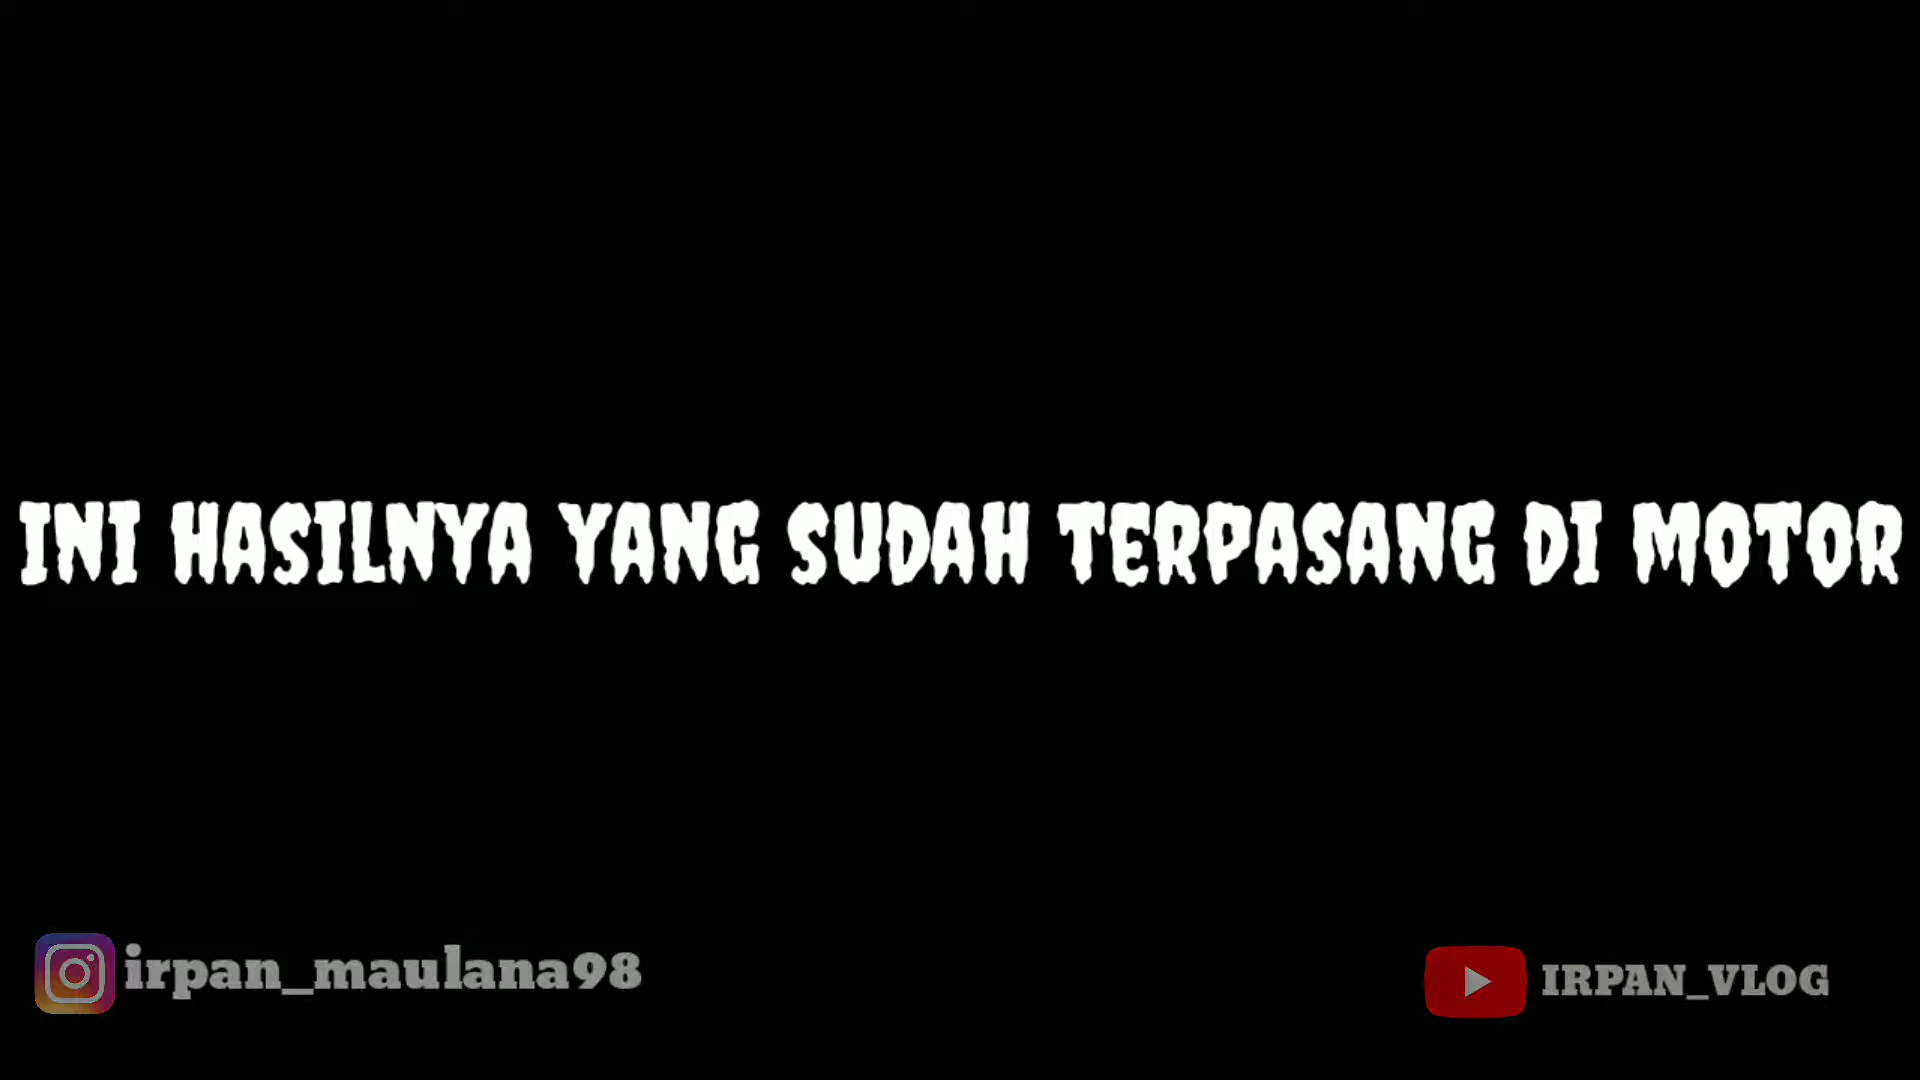 INI HASILNYA YANG SUDAH TERPASANG DI MOTOR
irpan_maulana98
IRPAN_VLOG